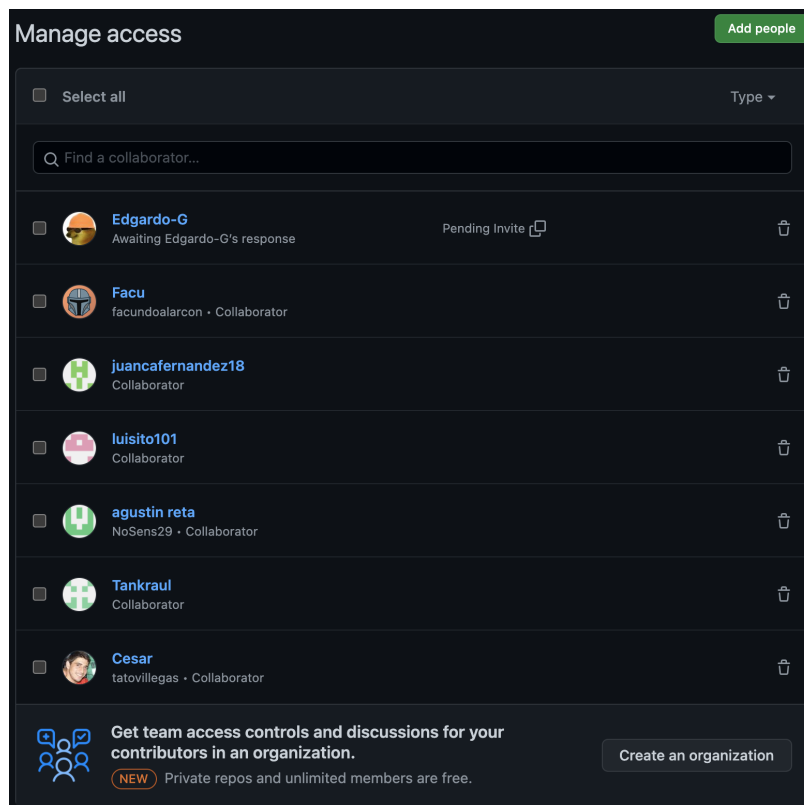 Manage access
Add people
Select all
Type
Find a collaborator...
Edgardo-G
Awaiting Edgardo-G's response
Pending Invite
Facu
facundoalarcon • Collaborator
juancafernandez18
Collaborator
luisito101
Collaborator
agustin reta
NoSens29 • Collaborator
Tankraul
Collaborator
Cesar
tatovillegas • Collaborator
Get team access controls and discussions for your
contributors in an organization.
NEW Private repos and unlimited members are free.
Create an organization